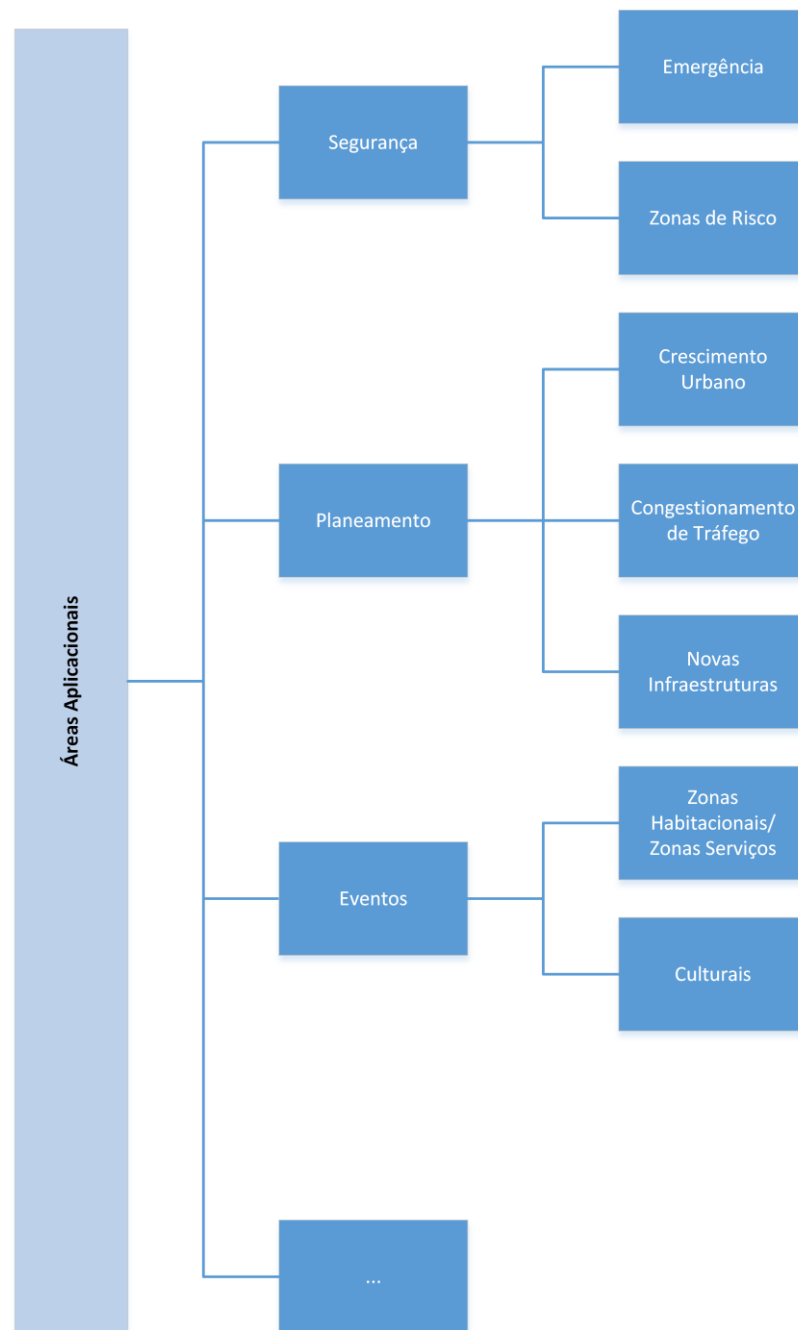 Áreas Aplicacionais
Segurança
Emergência
Zonas de Risco
Planeamento
Crescimento
Urbano
Congestionamento
de Tráfego
Novas
Infraestruturas
Eventos
Zonas
Habitacionais/
Zonas Serviços
Culturais
...